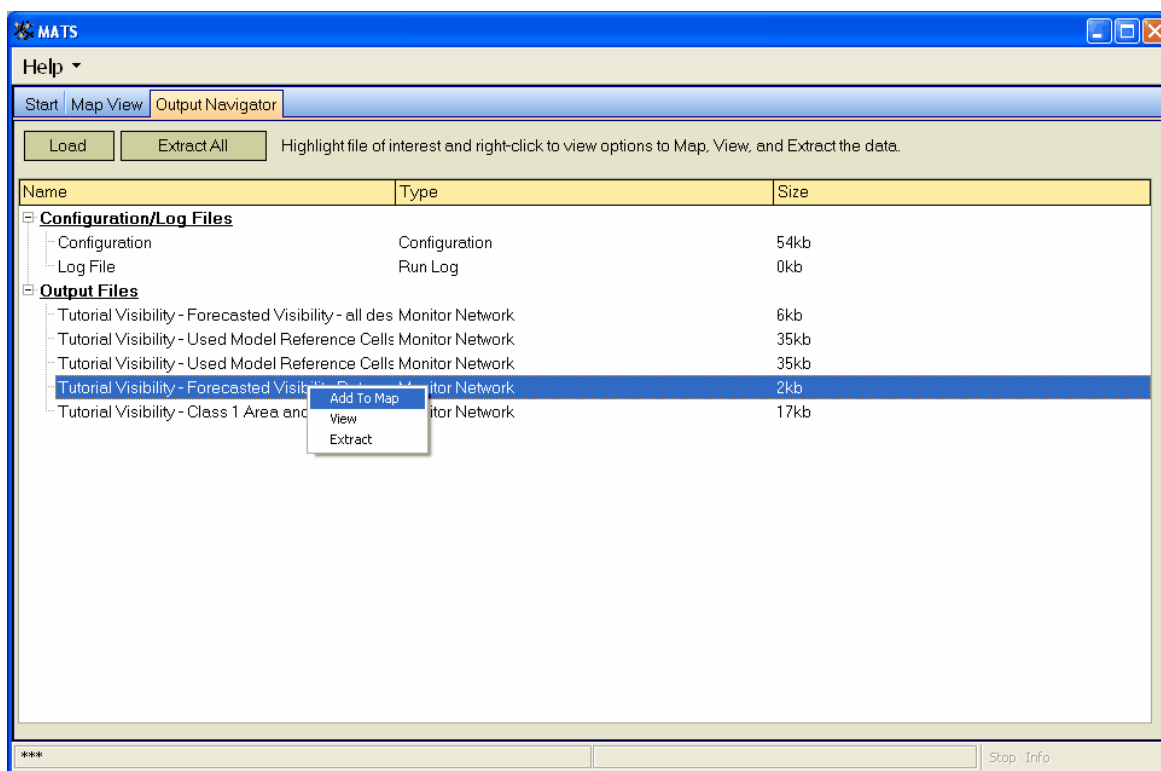 MATS
Help
Start Map View Output Navigator
Load Extract All Highlight file of interest and right-click to view options to Map, View, and Extract the data.
Name Type Size
Configuration/Log Files
Configuration Configuration 54kb
Log File Run Log 0kb
Output Files
Tutorial Visibility - Forecasted Visibility - all des Monitor Network 6kb
Tutorial Visibility - Used Model Reference Cells Monitor Network 35kb
Tutorial Visibility - Used Model Reference Cells Monitor Network 35kb
Tutorial Visibility - Forecasted Network 2kb
Add To Map
Tutorial Visibility - Class 1 Area and Network 17kb
View
Extract
*** Stop Info